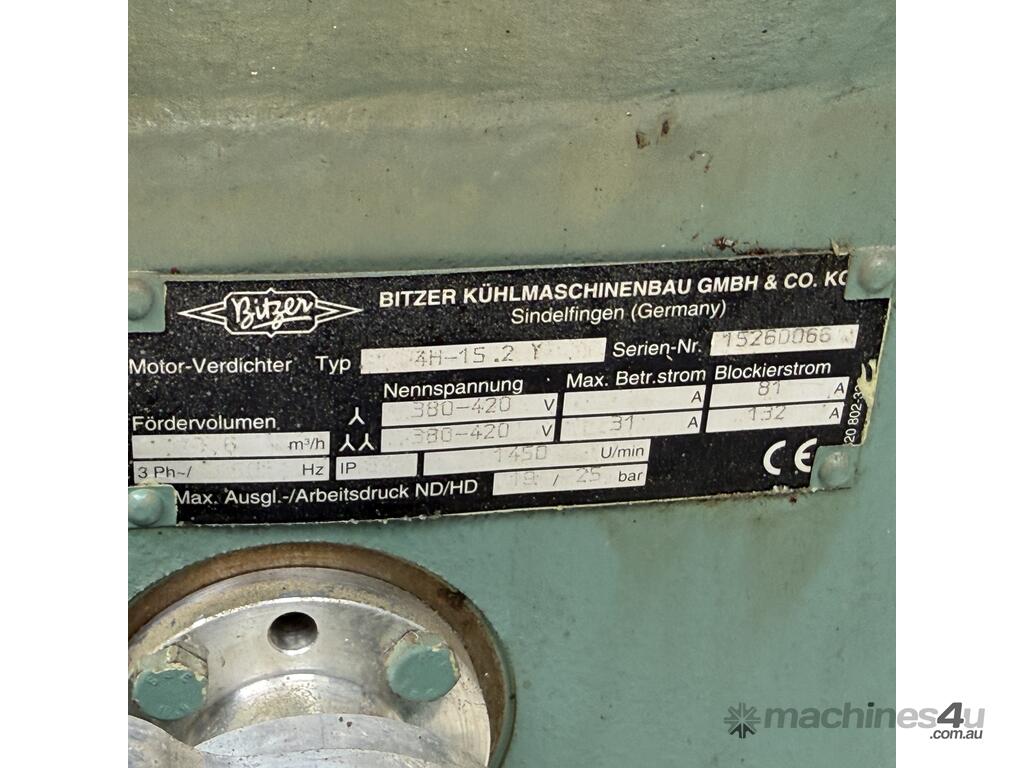 Bitzer
BITZER KÜHLMASCHINENBAU GMBH & CO. KG
Sindelfingen (Germany)
Motor-Verdichter Typ 4H-15.2 Y Serien-Nr. 15260066
Nennspannung Max. Betr.strom Blockierstrom
380-420 V A 81 A
Fördervolumen 380-420 V 31 A 132 A
m³/h
3 Ph~/ Hz IP 1450 U/min
Max. Ausgl.-/Arbeitsdruck ND/HD 19 / 25 bar
CE
machines4u
.com.au